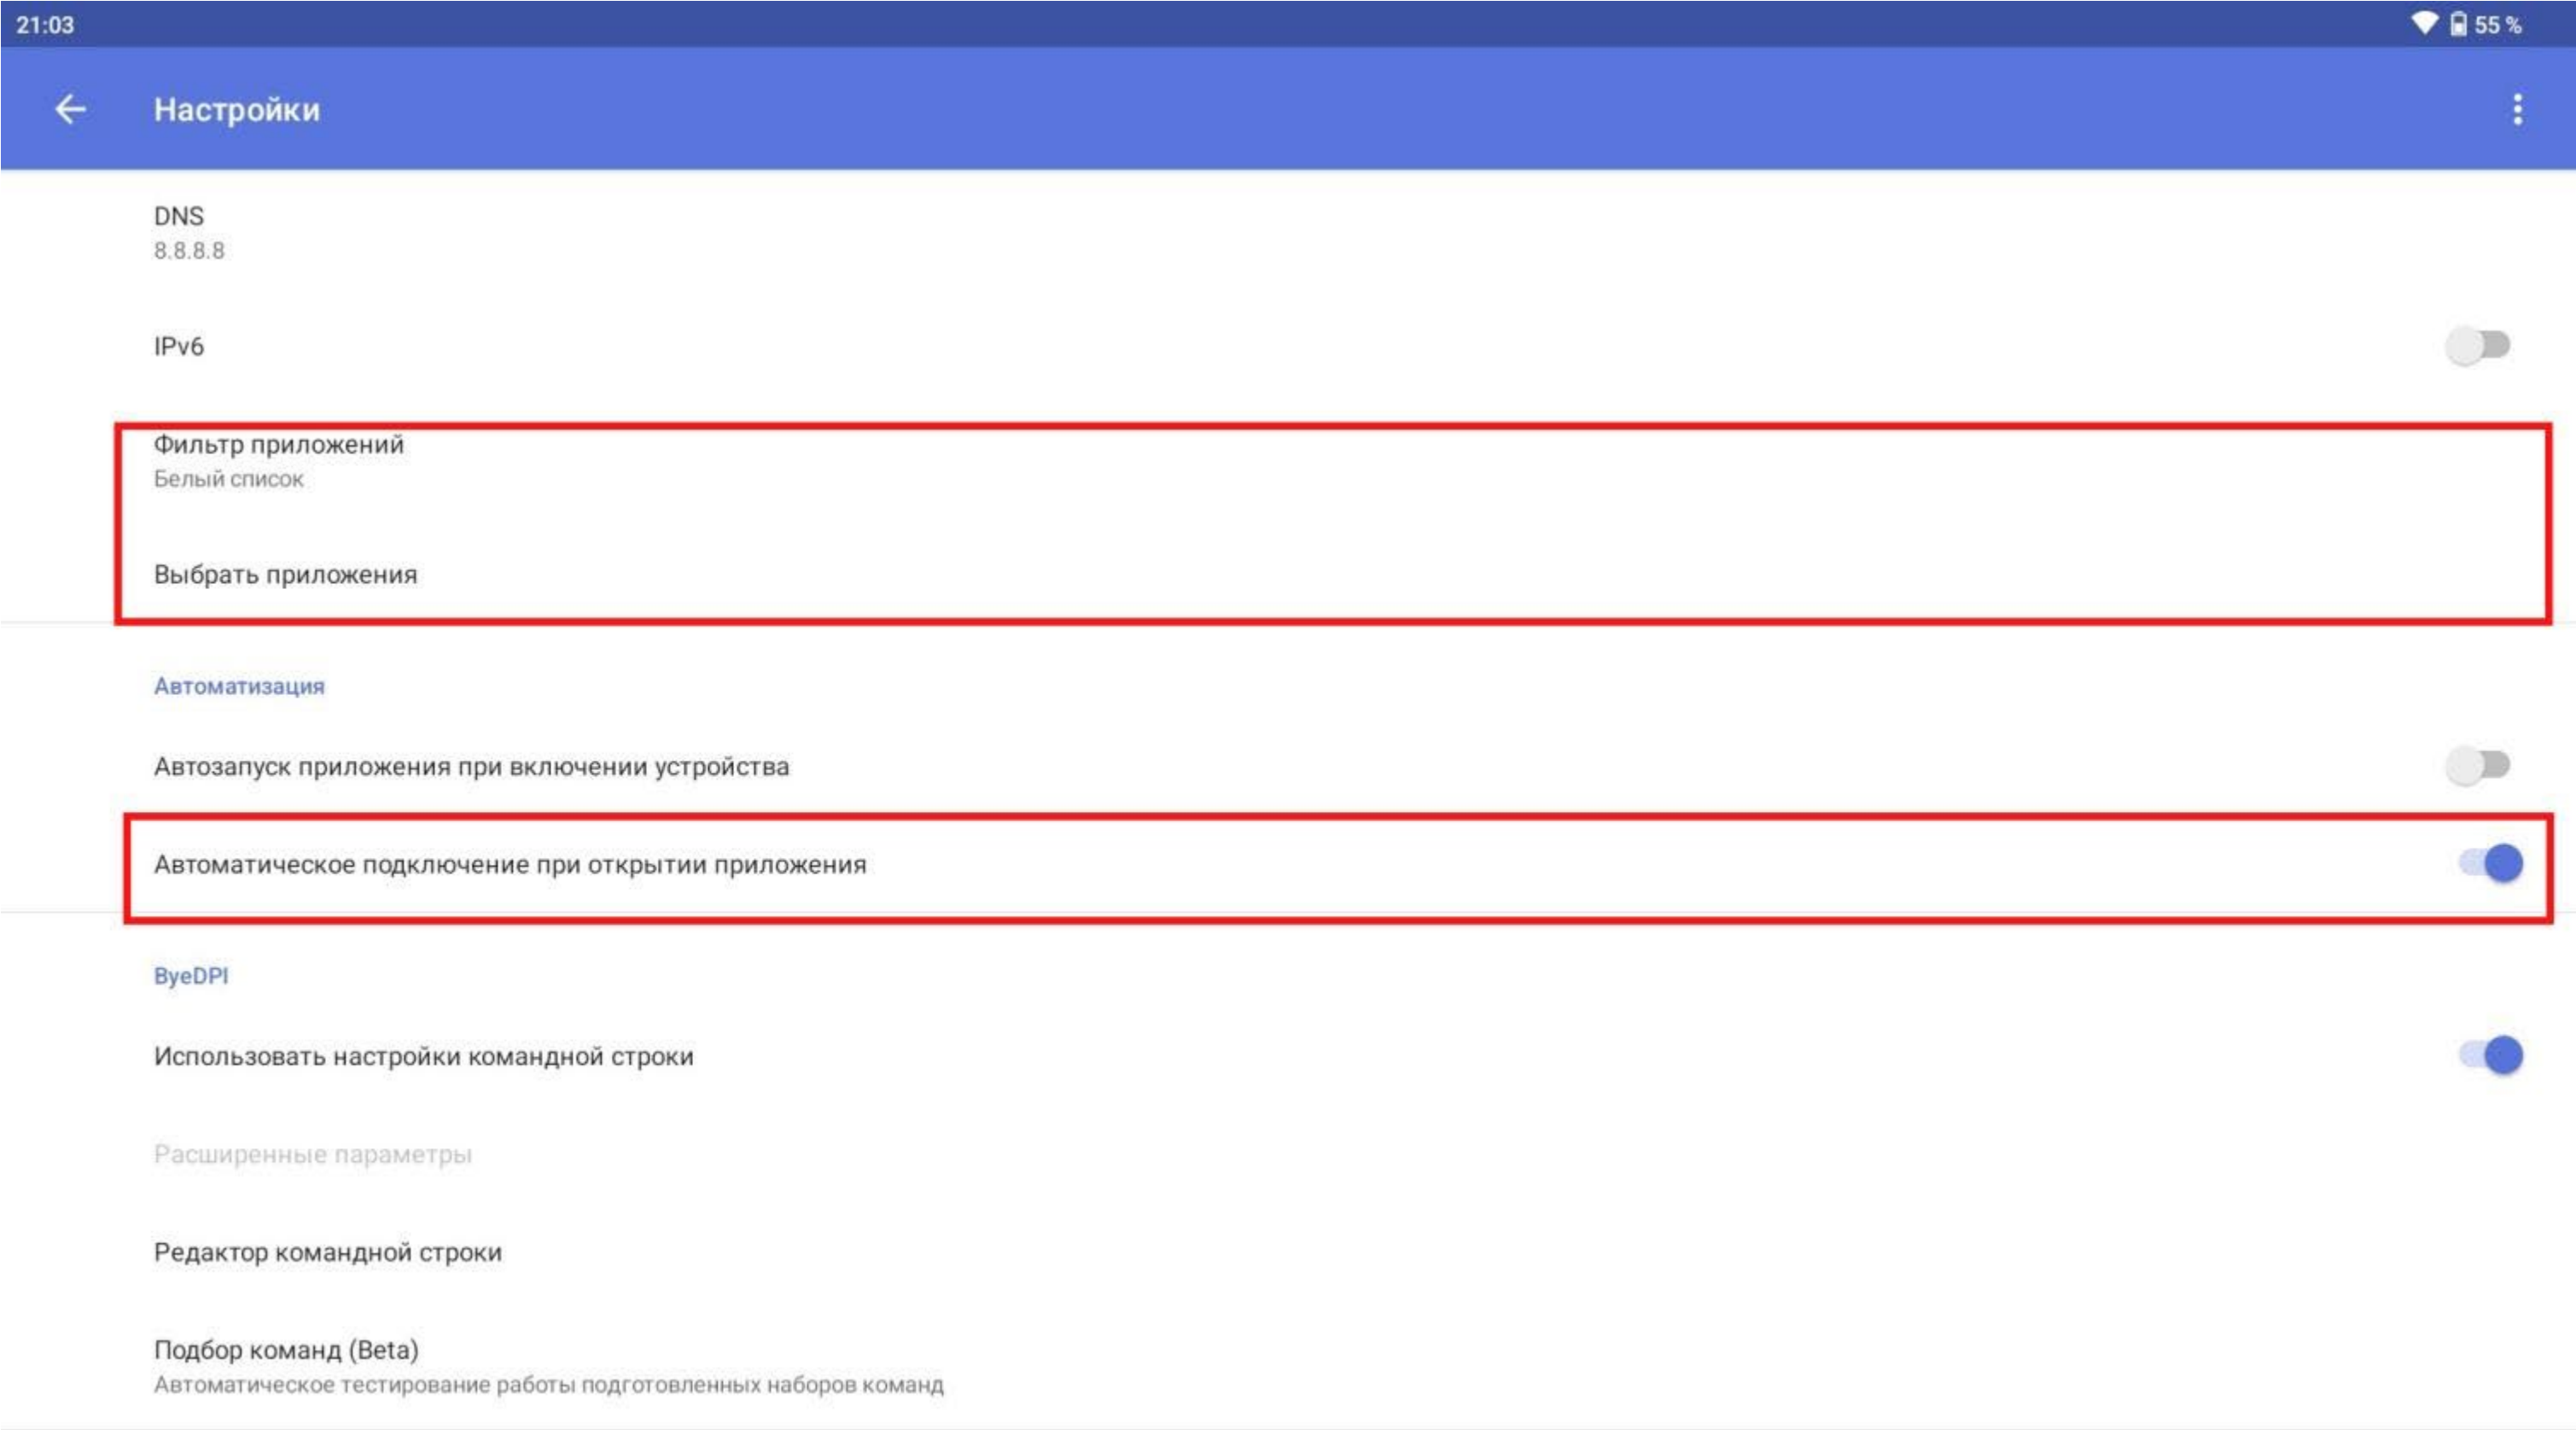 21:03
55 %
Настройки
DNS
8.8.8.8
IPv6
Фильтр приложений
Белый список
Выбрать приложения
Автоматизация
Автозапуск приложения при включении устройства
Автоматическое подключение при открытии приложения
ByeDPI
Использовать настройки командной строки
Расширенные параметры
Редактор командной строки
Подбор команд (Beta)
Автоматическое тестирование работы подготовленных наборов команд